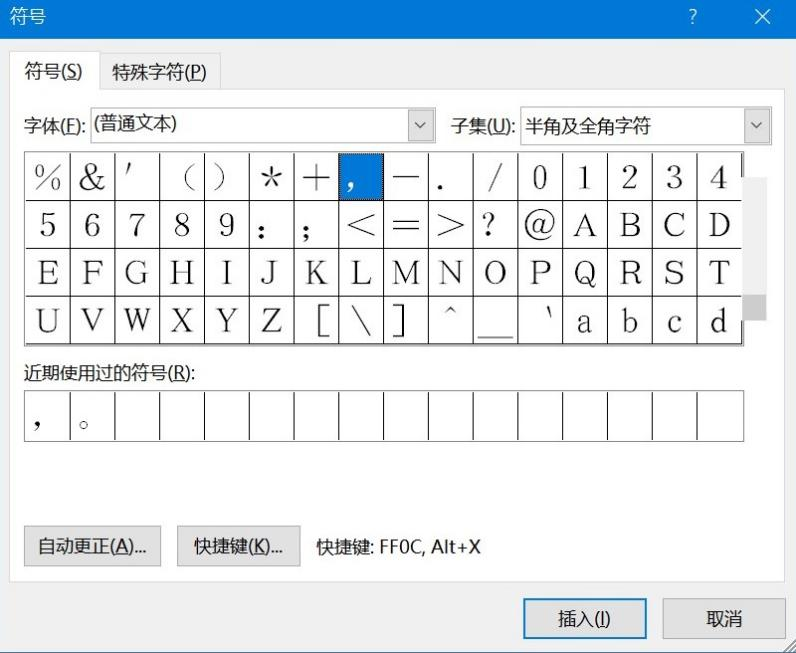 符号 ?
符号(S) 特殊字符(P)
字体(F): (普通文本) 子集(U): 半角及全角字符
% & ＇ （ ） * + ， － . / 0 1 2 3 4
5 6 7 8 9 ： ； < = > ? @ A B C D
E F G H I J K L M N O P Q R S T
U V W X Y Z [ \ ] ^ _ ｀ a b c d
近期使用过的符号(R):
， 。
自动更正(A)... 快捷键(K)... 快捷键: FF0C, Alt+X
插入(I) 取消